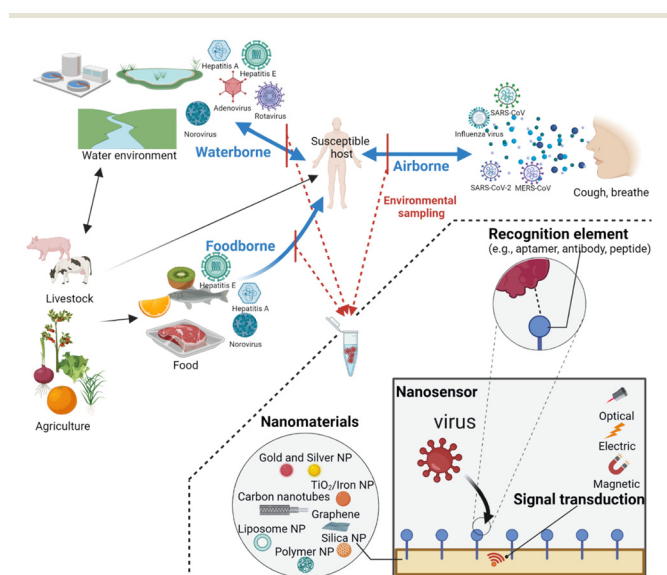 Hepatitis A
Hepatitis E
Adenovirus
Rotavirus
Norovirus
Water environment
Waterborne
Susceptible
host
Airborne
SARS-CoV
Influenza virus
SARS-CoV-2
MERS-CoV
Cough, breathe
Environmental
sampling
Livestock
Foodborne
Hepatitis E
Hepatitis A
Norovirus
Food
Agriculture
Recognition element
(e.g., aptamer, antibody, peptide)
Nanomaterials
Gold and Silver NP
TiO₂/Iron NP
Carbon nanotubes
Graphene
Liposome NP
Silica NP
Polymer NP
Nanosensor
virus
Optical
Electric
Magnetic
Signal transduction